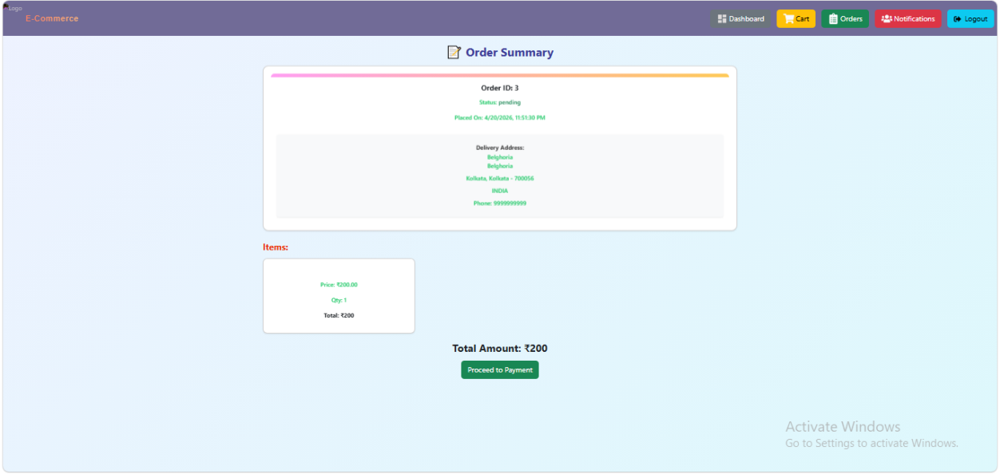 Logo
E-Commerce
Dashboard
Cart
Orders
Notifications
Logout
Order Summary
Order ID: 3
Status: pending
Placed On: 4/20/2026, 11:51:30 PM
Delivery Address:
Belghoria
Belghoria
Kolkata, Kolkata - 700056
INDIA
Phone: 9999999999
Items:
Price: ₹200.00
Qty: 1
Total: ₹200
Total Amount: ₹200
Proceed to Payment
Activate Windows
Go to Settings to activate Windows.